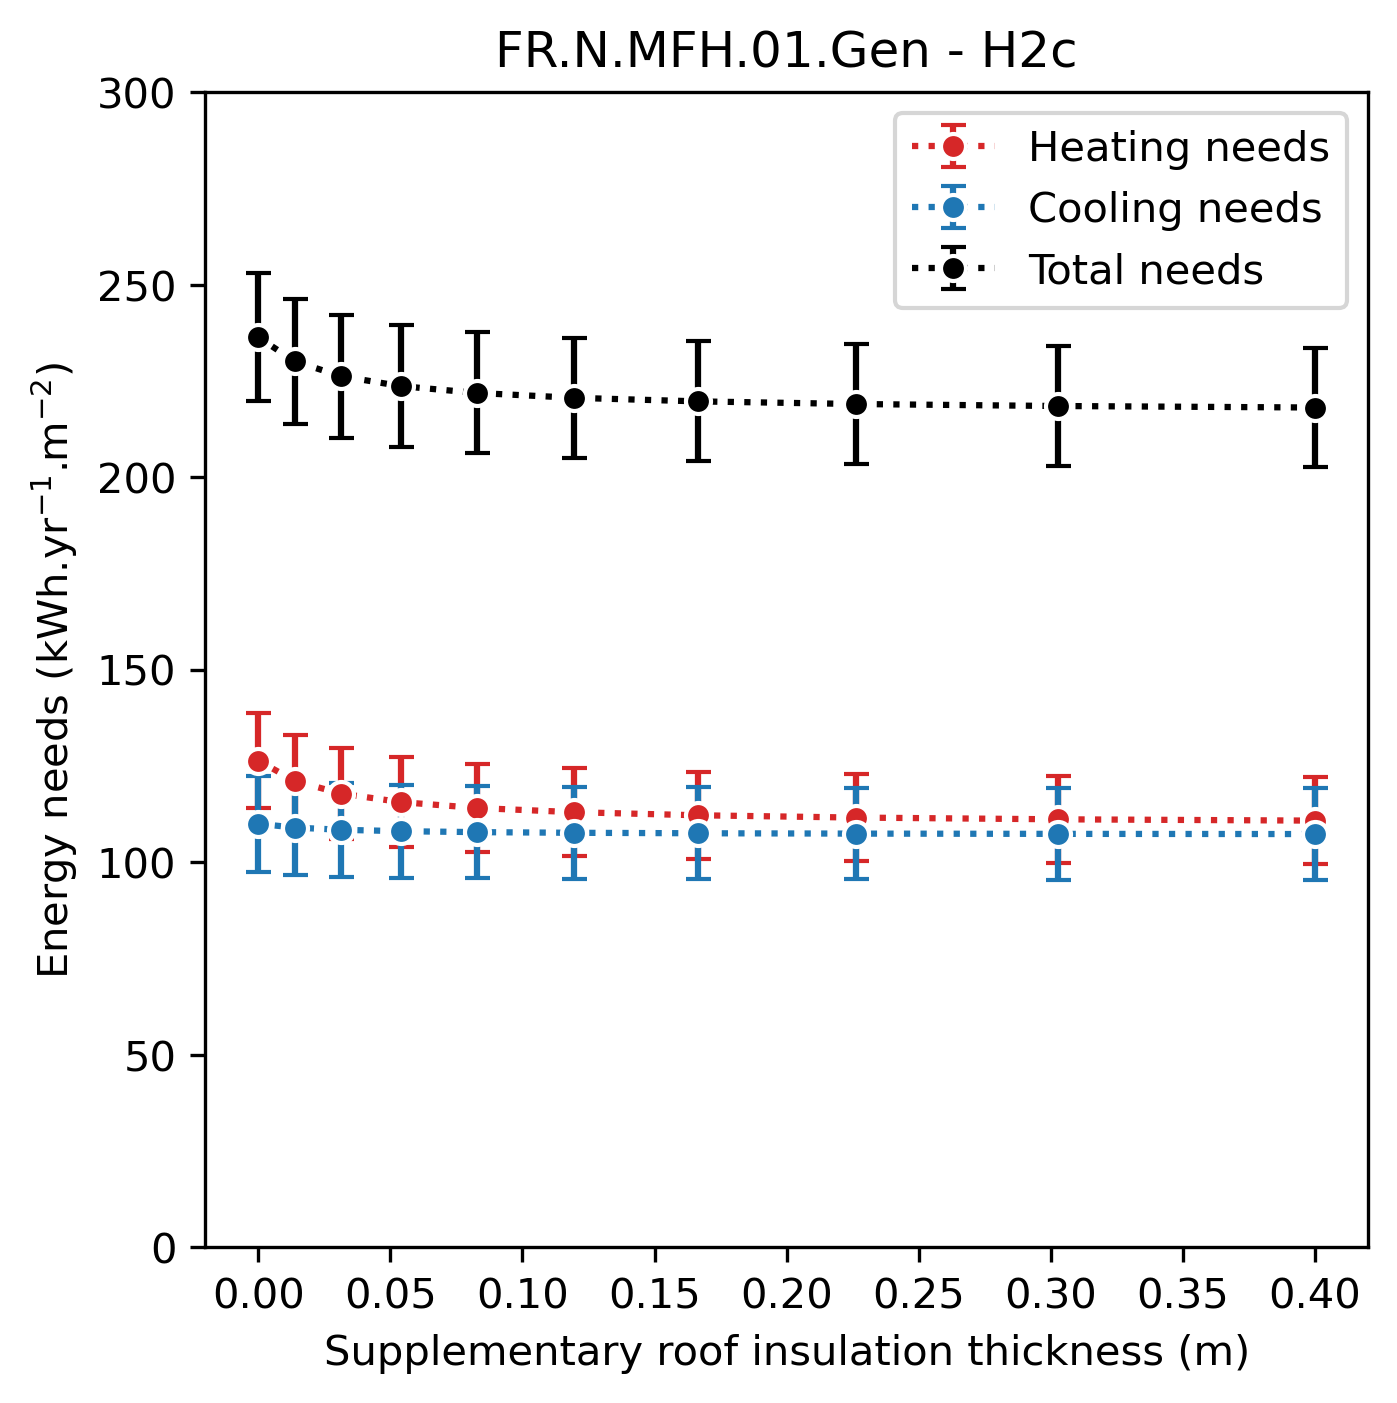 FR.N.MFH.01.Gen - H2c
Heating needs
Cooling needs
Total needs
Energy needs (kWh.yr⁻¹.m⁻²)
300
250
200
150
100
50
0
0.00 0.05 0.10 0.15 0.20 0.25 0.30 0.35 0.40
Supplementary roof insulation thickness (m)